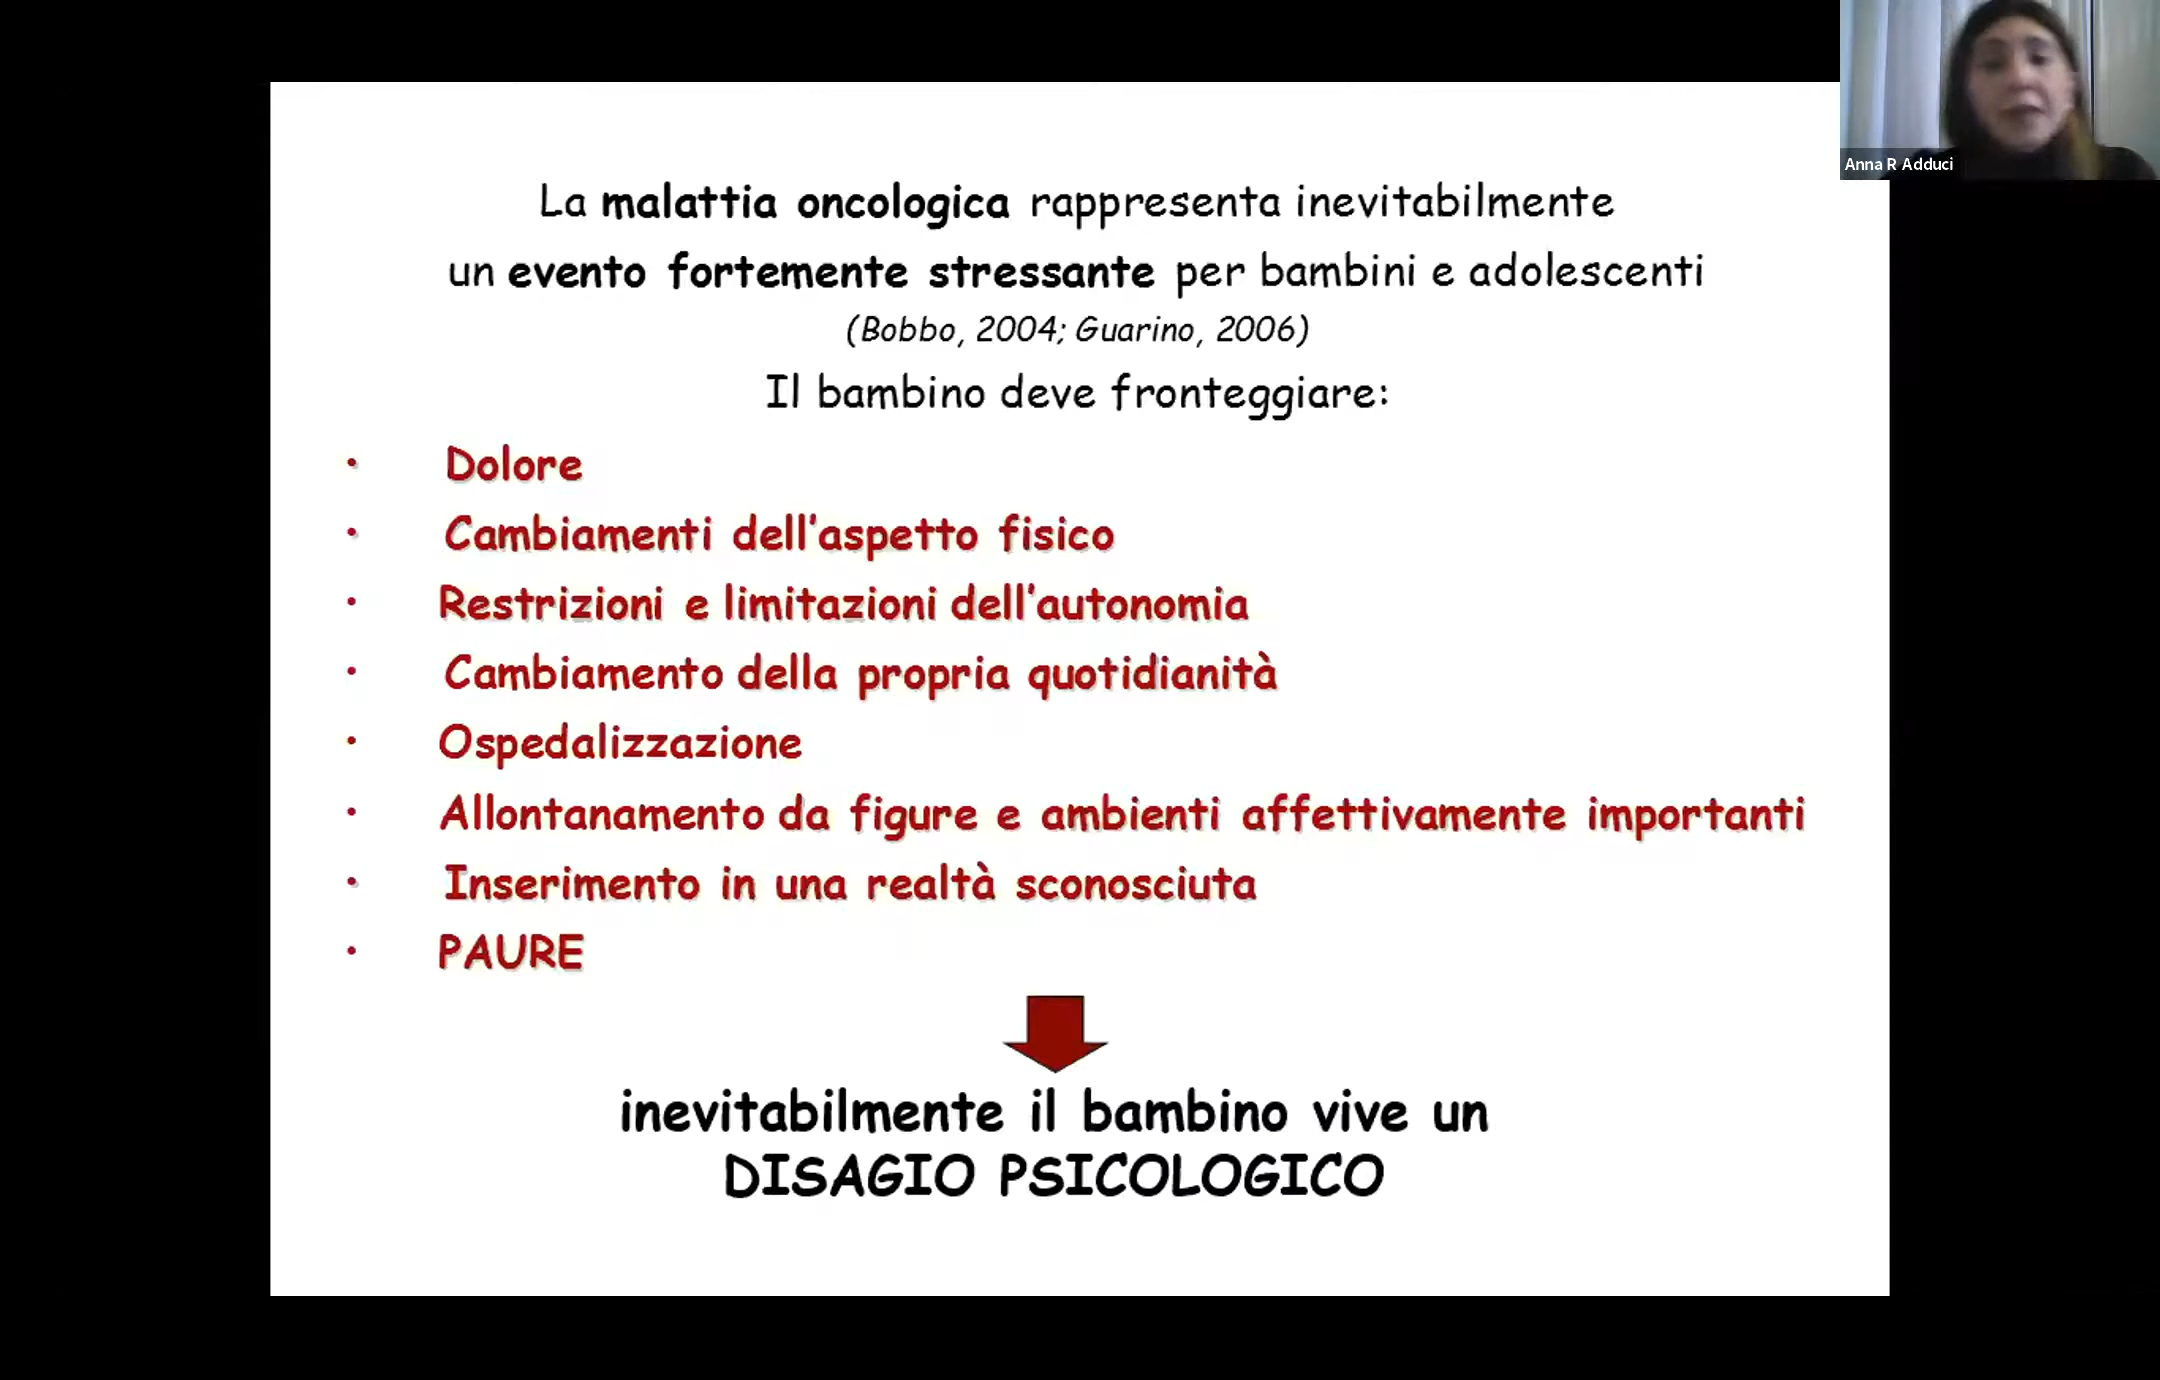 Anna R Adduci
La malattia oncologica rappresenta inevitabilmente
un evento fortemente stressante per bambini e adolescenti
(Bobbo, 2004; Guarino, 2006)
Il bambino deve fronteggiare:
• Dolore
• Cambiamenti dell'aspetto fisico
• Restrizioni e limitazioni dell'autonomia
• Cambiamento della propria quotidianità
• Ospedalizzazione
• Allontanamento da figure e ambienti affettivamente importanti
• Inserimento in una realtà sconosciuta
• PAURE
inevitabilmente il bambino vive un
DISAGIO PSICOLOGICO